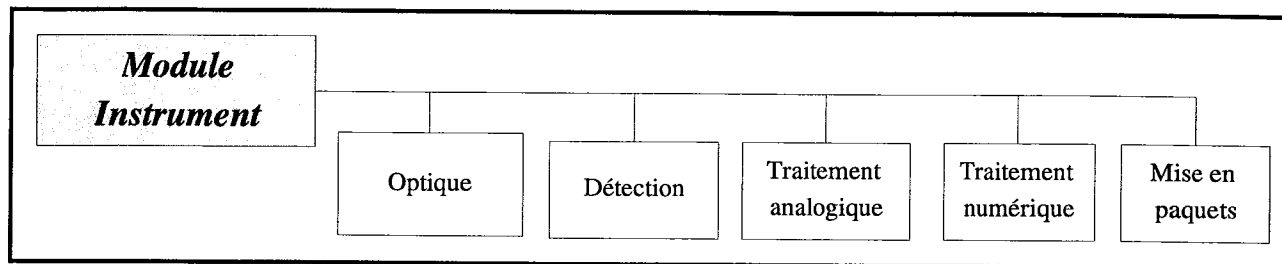 Module
Instrument
Optique
Détection
Traitement
analogique
Traitement
numérique
Mise en
paquets